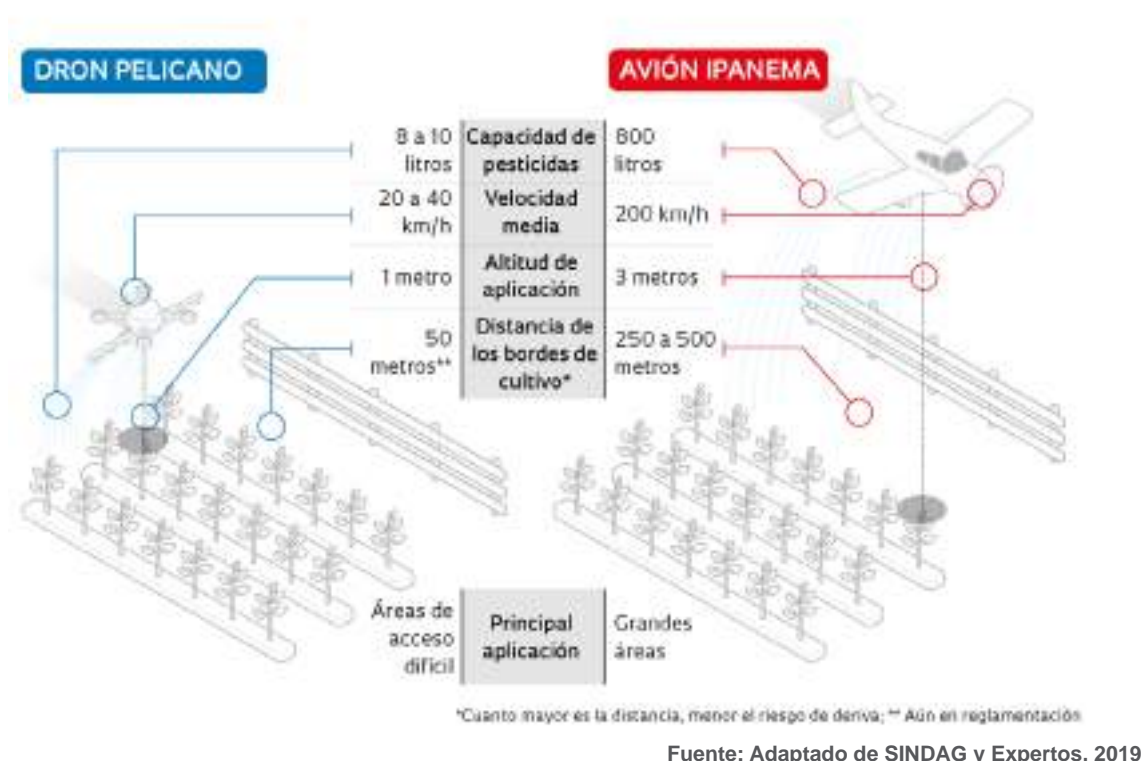 DRON PELICANO
AVIÓN IPANEMA
8 a 10
litros
Capacidad de
pesticidas
800
litros
20 a 40
km/h
Velocidad
media
200 km/h
1 metro
Altitud de
aplicación
3 metros
50
metros**
Distancia de
los bordes de
cultivo*
250 a 500
metros
Áreas de
acceso
difícil
Principal
aplicación
Grandes
áreas
*Cuanto mayor es la distancia, menor el riesgo de deriva; ** Aún en reglamentación
Fuente: Adaptado de SINDAG y Expertos, 2019